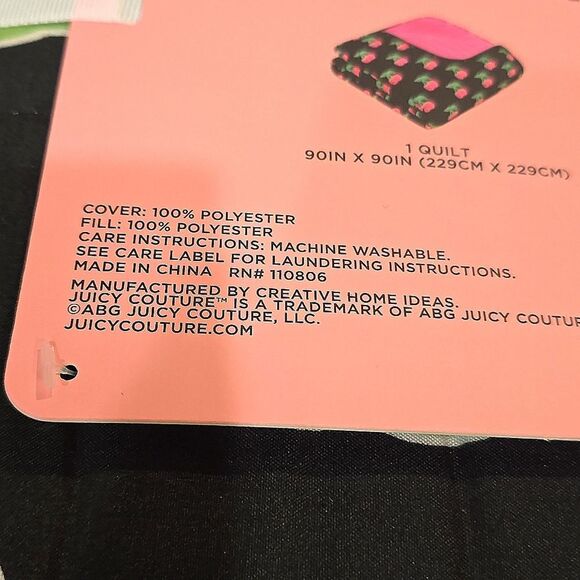 1 QUILT
90IN X 90IN (229CM X 229CM)
COVER: 100% POLYESTER
FILL: 100% POLYESTER
CARE INSTRUCTIONS: MACHINE WASHABLE.
SEE CARE LABEL FOR LAUNDERING INSTRUCTIONS.
MADE IN CHINA RN# 110806
MANUFACTURED BY CREATIVE HOME IDEAS.
JUICY COUTURE™ IS A TRADEMARK OF ABG JUICY COUTUR
©ABG JUICY COUTURE, LLC.
JUICYCOUTURE.COM